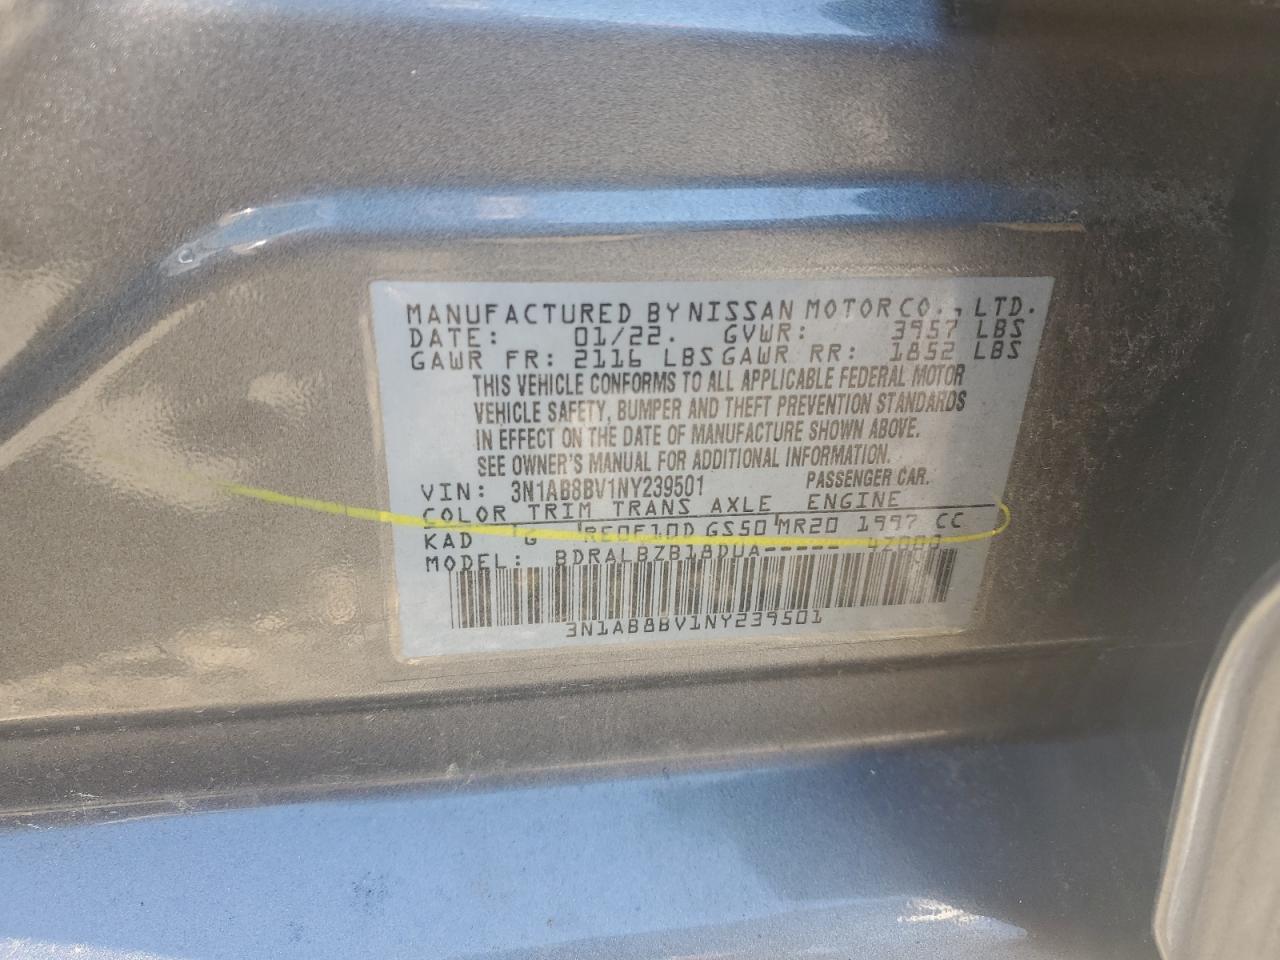 MANUFACTURED BY NISSAN MOTOR CO., LTD.
DATE: 01/22. GVWR: 3957 LBS
GAWR FR: 2116 LBS GAWR RR: 1852 LBS
THIS VEHICLE CONFORMS TO ALL APPLICABLE FEDERAL MOTOR
VEHICLE SAFETY, BUMPER AND THEFT PREVENTION STANDARDS
IN EFFECT ON THE DATE OF MANUFACTURE SHOWN ABOVE.
SEE OWNER'S MANUAL FOR ADDITIONAL INFORMATION.
VIN: 3N1AB8BV1NY239501 PASSENGER CAR.
COLOR TRIM TRANS AXLE ENGINE
KAD G RE0F10D GS50 MR20 1997 CC
MODEL: BDRALBZB18DUA----- 42000
3N1AB8BV1NY239501